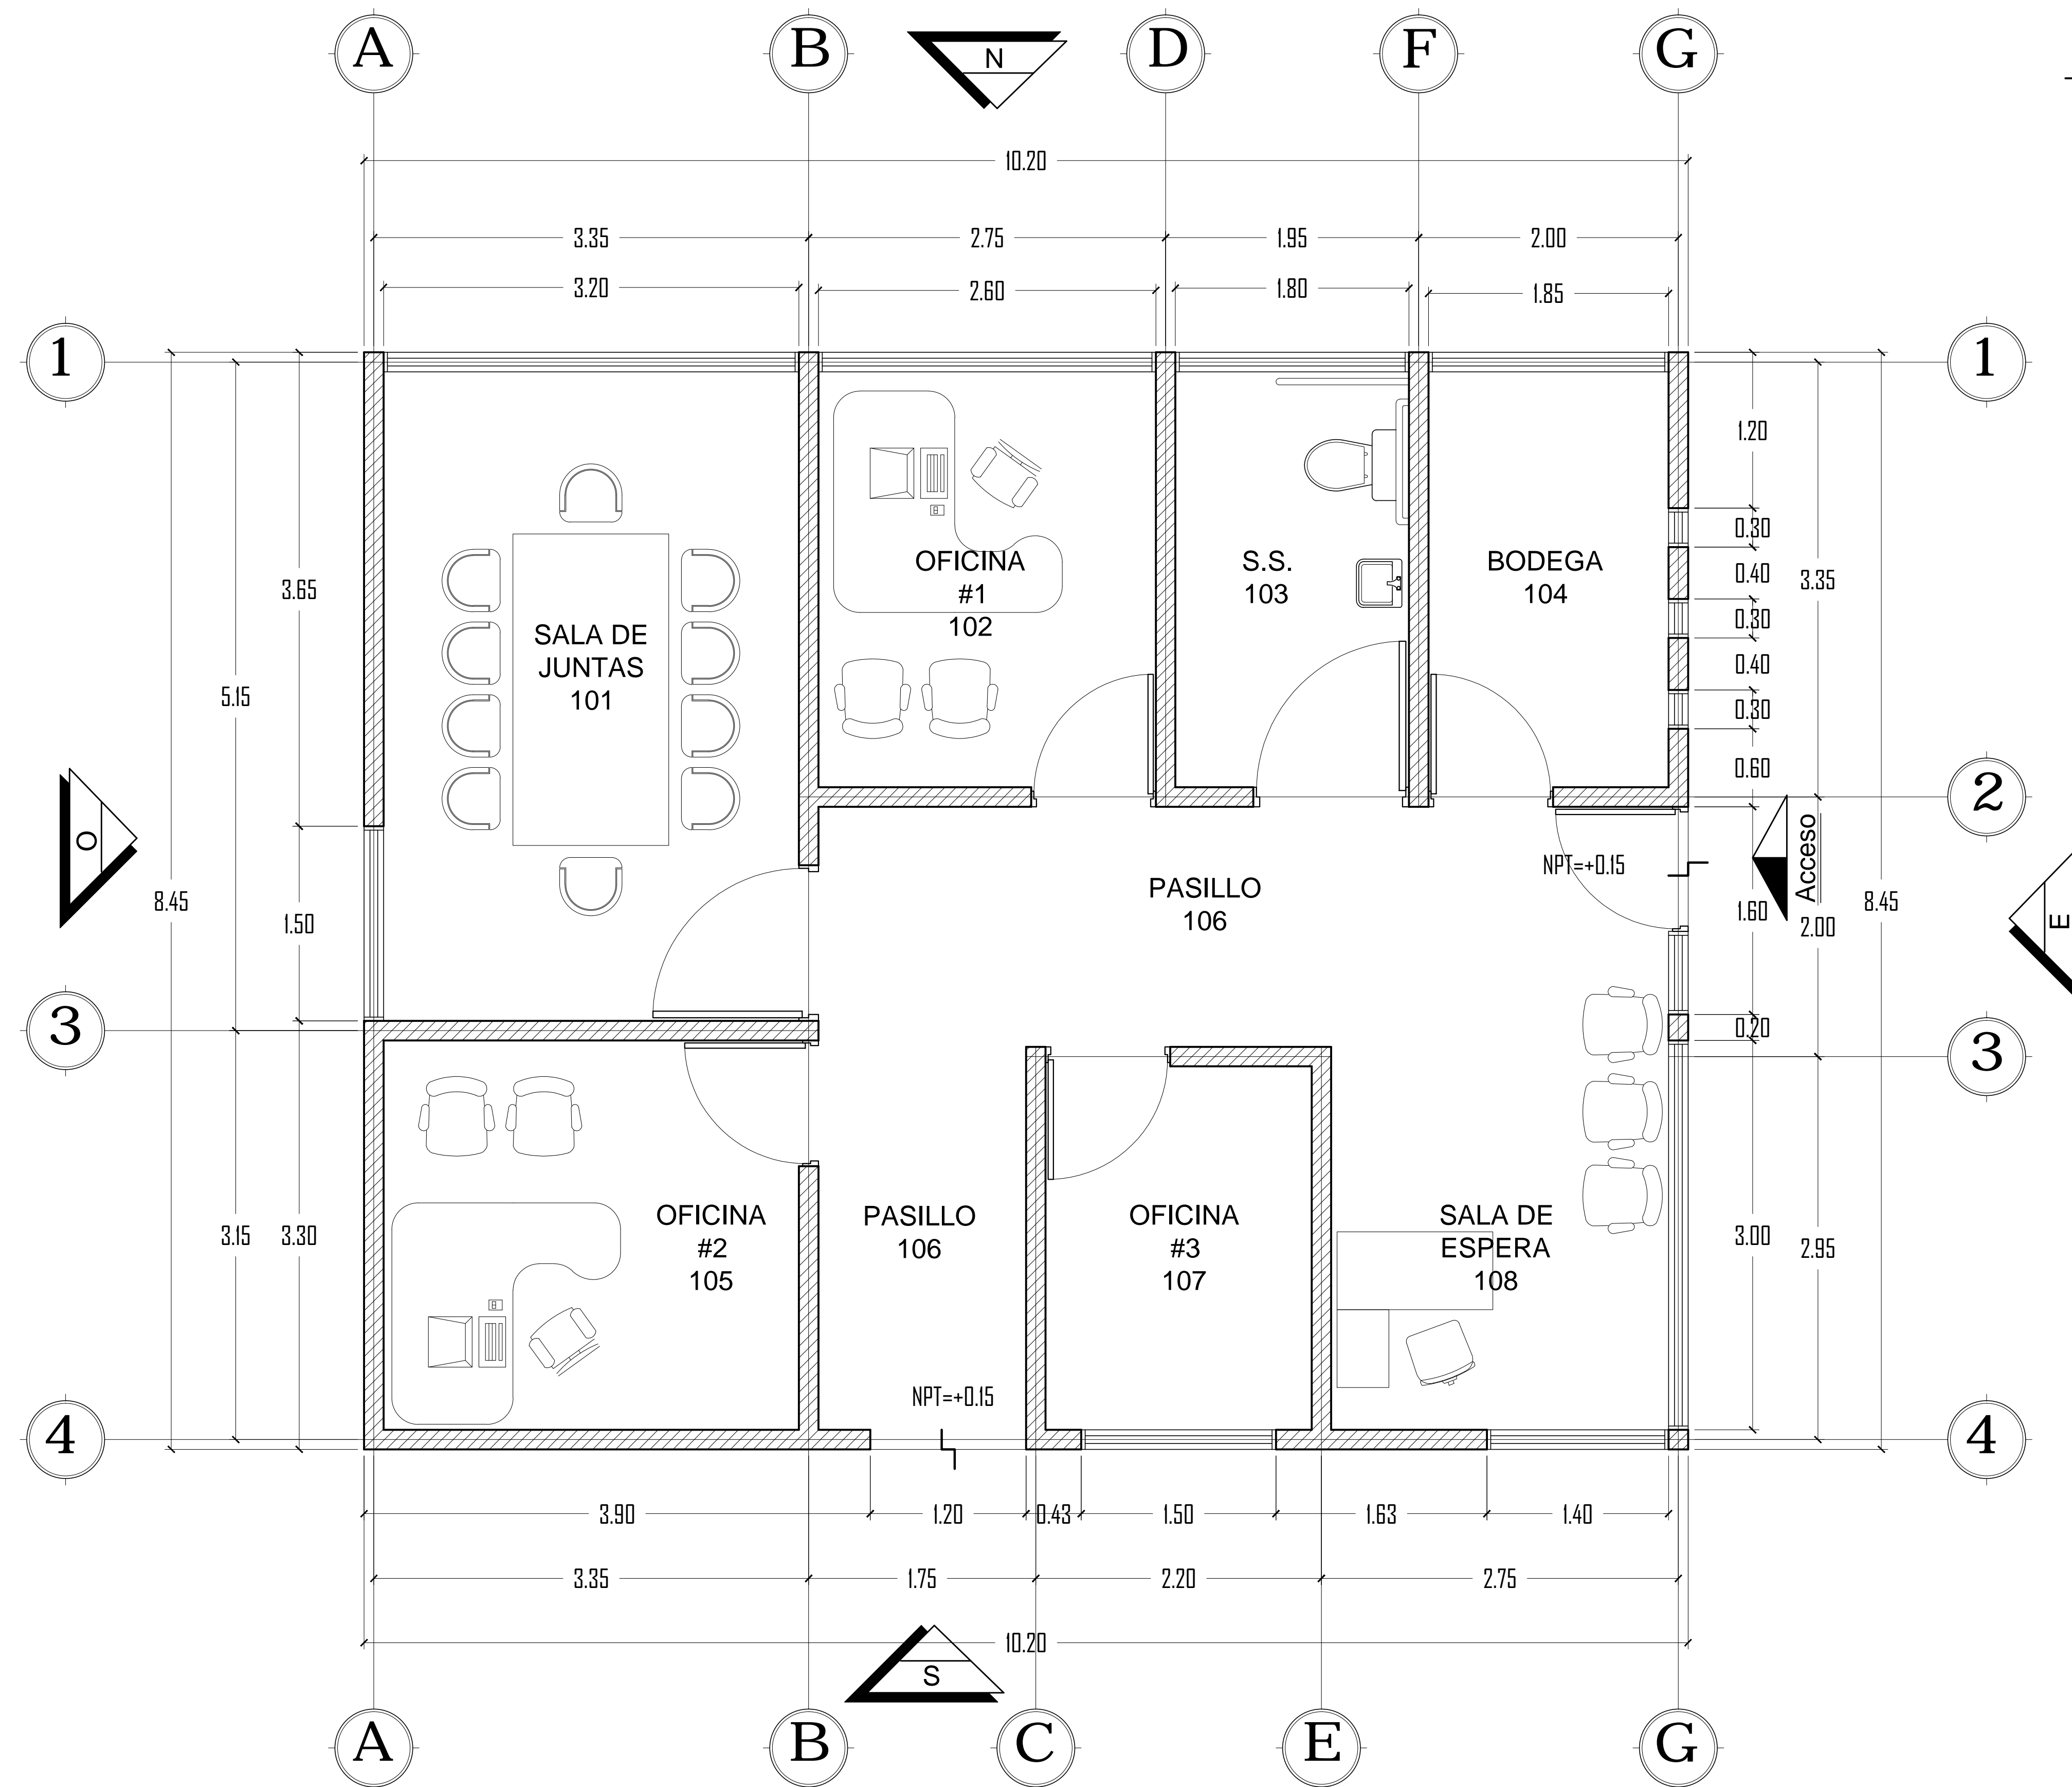 A
B
D
F
G
N
10.20
3.35
2.75
1.95
2.00
3.20
2.60
1.80
1.85
1
1
1.20
0.30
0.40
3.35
0.30
0.40
0.30
0.60
3.65
5.15
OFICINA
#1
102
S.S.
103
BODEGA
104
SALA DE
JUNTAS
101
2
O
8.45
1.50
PASILLO
106
NPT=+0.15
Acceso
1.60
2.00
8.45
E
3
3
0.20
3.15
3.30
OFICINA
#2
105
PASILLO
106
OFICINA
#3
107
SALA DE
ESPERA
108
3.00
2.95
NPT=+0.15
4
4
3.90
1.20
0.43
1.50
1.63
1.40
3.35
1.75
2.20
2.75
10.20
S
A
B
C
E
G